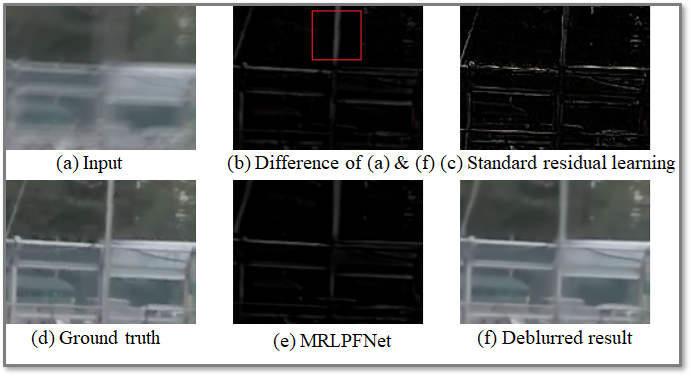 (a) Input
(b) Difference of (a) & (f)
(c) Standard residual learning
(d) Ground truth
(e) MRLPFNet
(f) Deblurred result